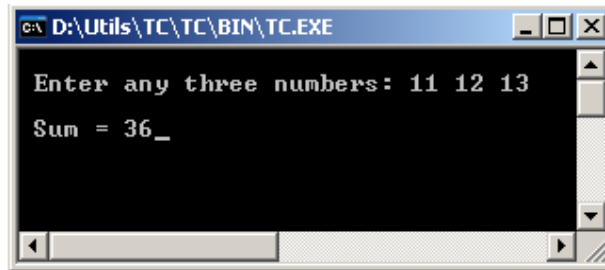 D:\Utils\TC\TC\BIN\TC.EXE
Enter any three numbers: 11 12 13
Sum = 36_